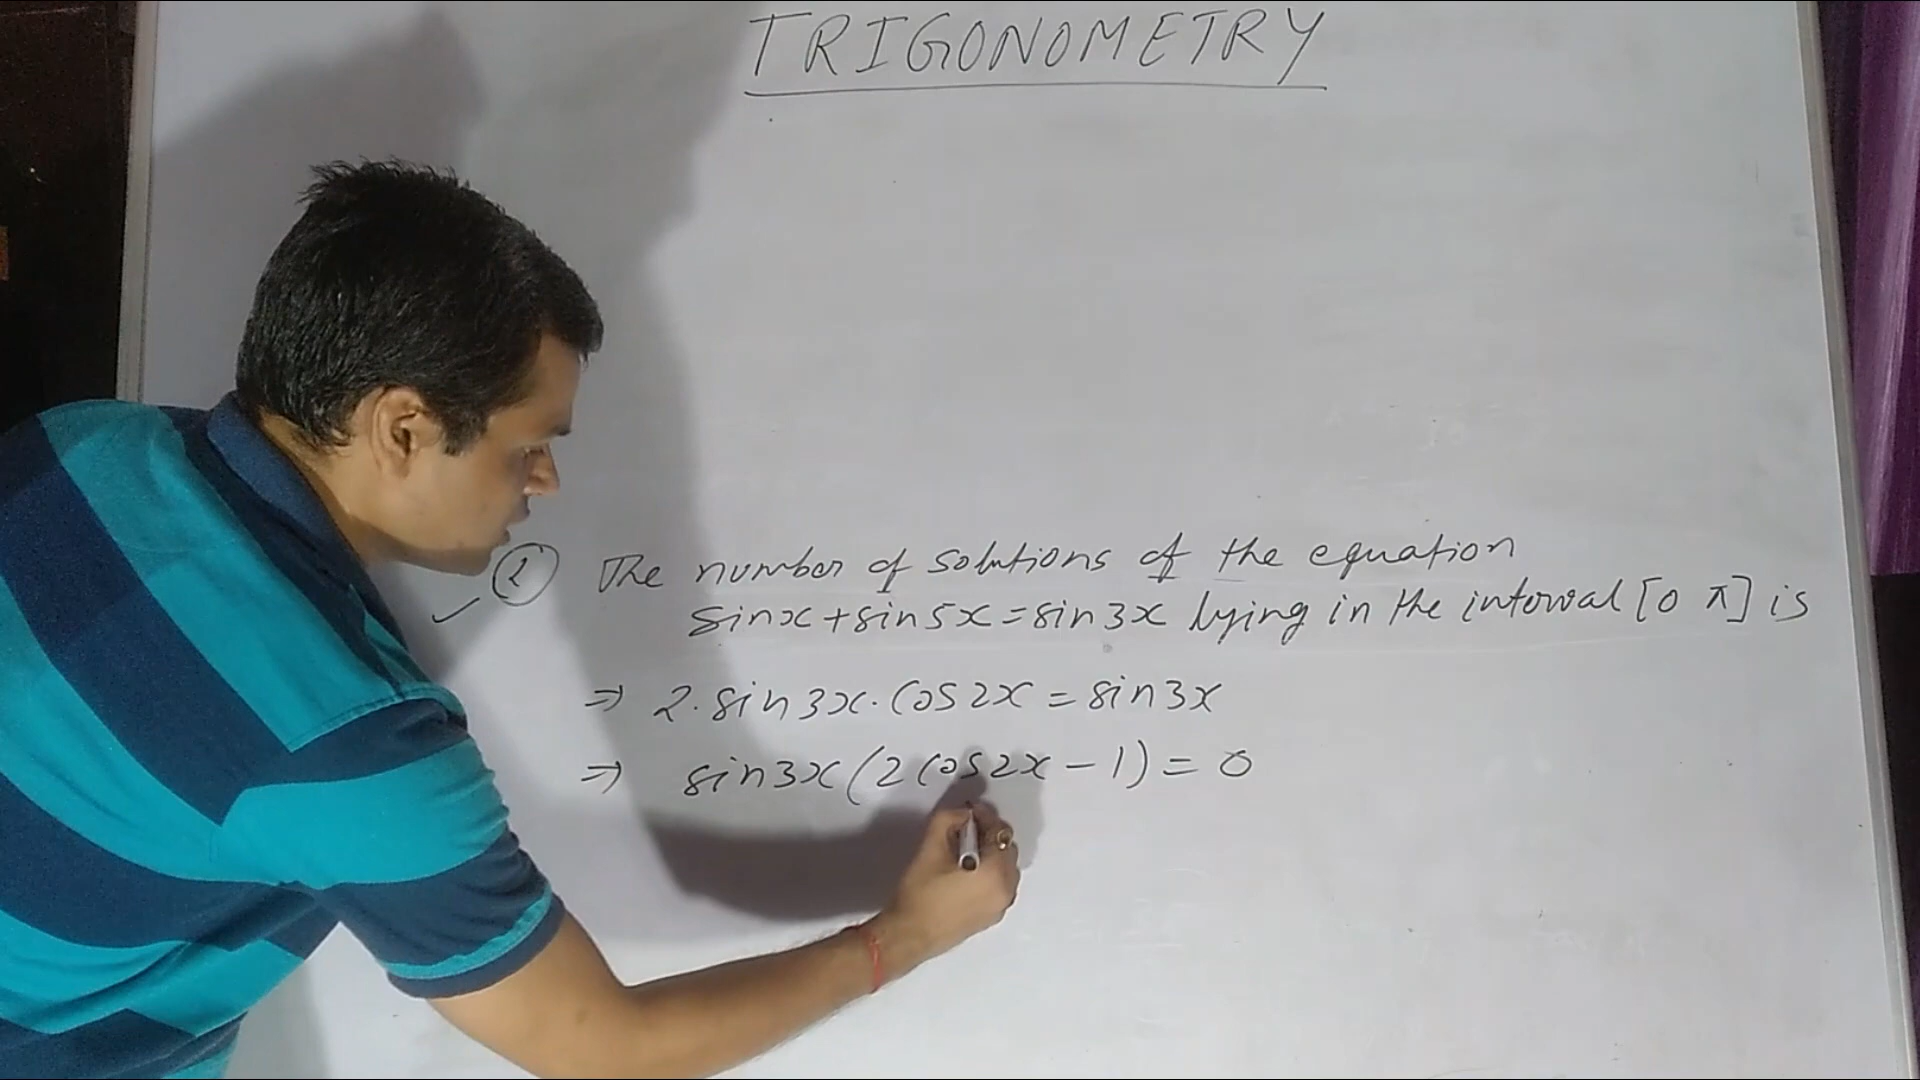 TRIGONOMETRY
② The number of solutions of the equation
sinx+sin5x=sin3x lying in the interval [0 π] is
⇒ 2.sin3x.cos2x=sin3x
⇒ sin3x(2cos2x-1)=0